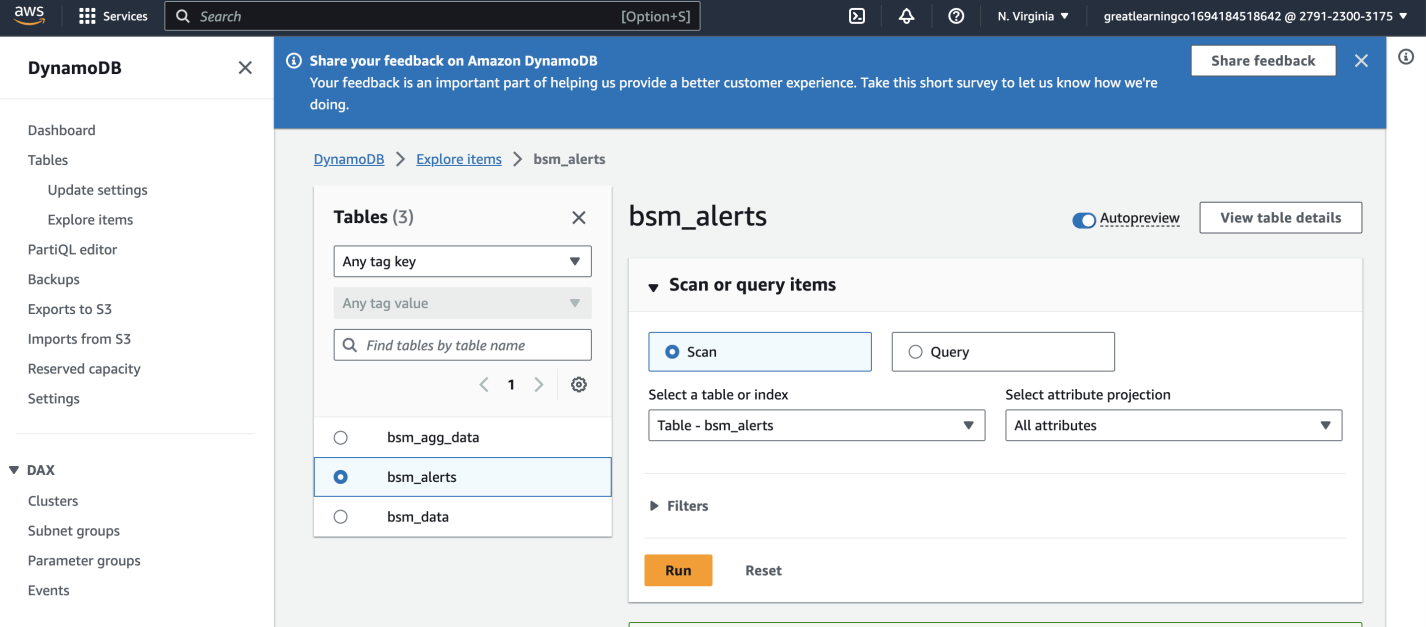 aws
Services
Search
[Option+S]
N. Virginia
greatlearningco1694184518642 @ 2791-2300-3175
DynamoDB
Dashboard
Tables
Update settings
Explore items
PartiQL editor
Backups
Exports to S3
Imports from S3
Reserved capacity
Settings
DAX
Clusters
Subnet groups
Parameter groups
Events
Share your feedback on Amazon DynamoDB
Your feedback is an important part of helping us provide a better customer experience. Take this short survey to let us know how we're
doing.
Share feedback
DynamoDB
Explore items
bsm_alerts
Tables (3)
Any tag key
Any tag value
Find tables by table name
1
bsm_agg_data
bsm_alerts
bsm_data
bsm_alerts
Autopreview
View table details
Scan or query items
Scan
Query
Select a table or index
Table - bsm_alerts
Select attribute projection
All attributes
Filters
Run
Reset